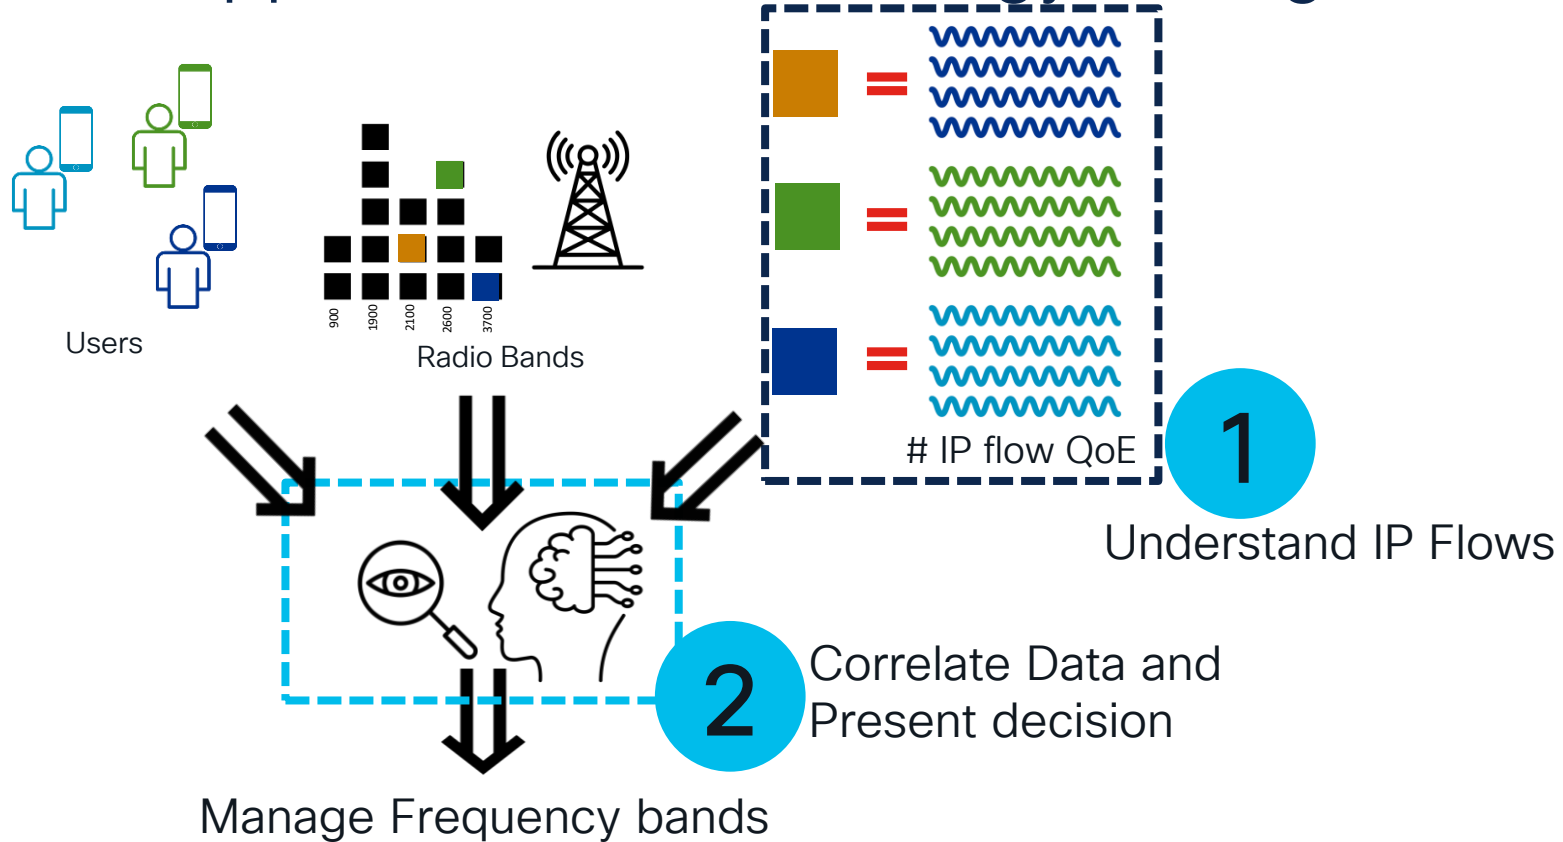 Users
900
1900
2100
2600
3700
Radio Bands
# IP flow QoE
1
Understand IP Flows
2
Correlate Data and
Present decision
Manage Frequency bands